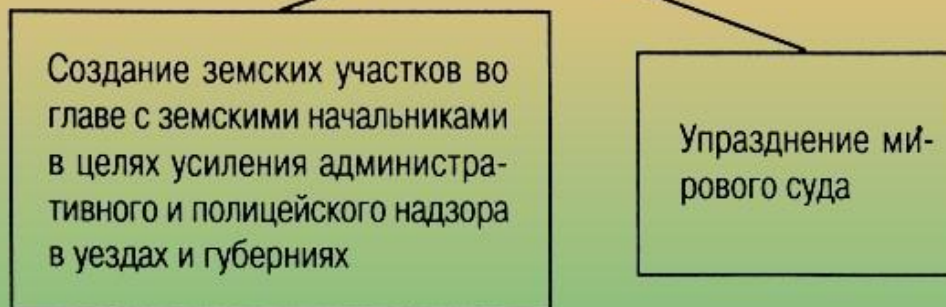 Создание земских участков во
главе с земскими начальниками
в целях усиления администра-
тивного и полицейского надзора
в уездах и губерниях
Упразднение ми-
рового суда